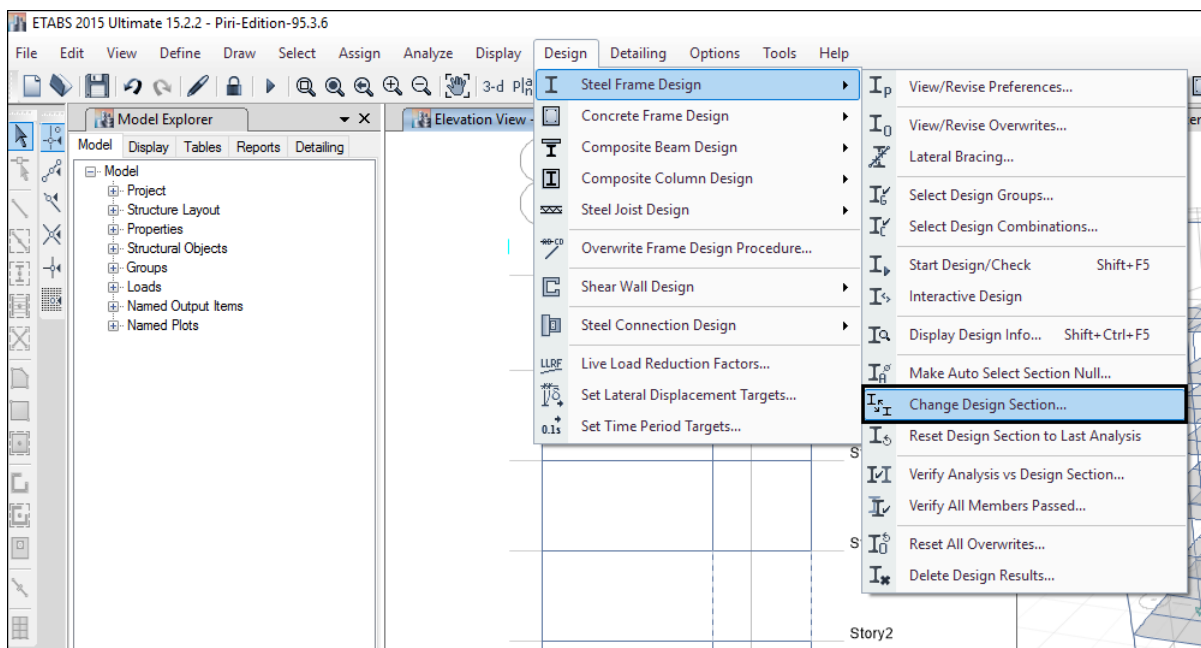 ETABS 2015 Ultimate 15.2.2 - Piri-Edition-95.3.6
File Edit View Define Draw Select Assign Analyze Display Design Detailing Options Tools Help
3-d
Model Explorer
Model Display Tables Reports Detailing
Model
Project
Structure Layout
Properties
Structural Objects
Groups
Loads
Named Output Items
Named Plots
Elevation View -
Steel Frame Design
Concrete Frame Design
Composite Beam Design
Composite Column Design
Steel Joist Design
Overwrite Frame Design Procedure...
Shear Wall Design
Steel Connection Design
LLRF Live Load Reduction Factors...
Set Lateral Displacement Targets...
0.1s Set Time Period Targets...
View/Revise Preferences...
View/Revise Overwrites...
Lateral Bracing...
Select Design Groups...
Select Design Combinations...
Start Design/Check Shift+F5
Interactive Design
Display Design Info... Shift+Ctrl+F5
Make Auto Select Section Null...
Change Design Section...
Reset Design Section to Last Analysis
Verify Analysis vs Design Section...
Verify All Members Passed...
Reset All Overwrites...
Delete Design Results...
Story2